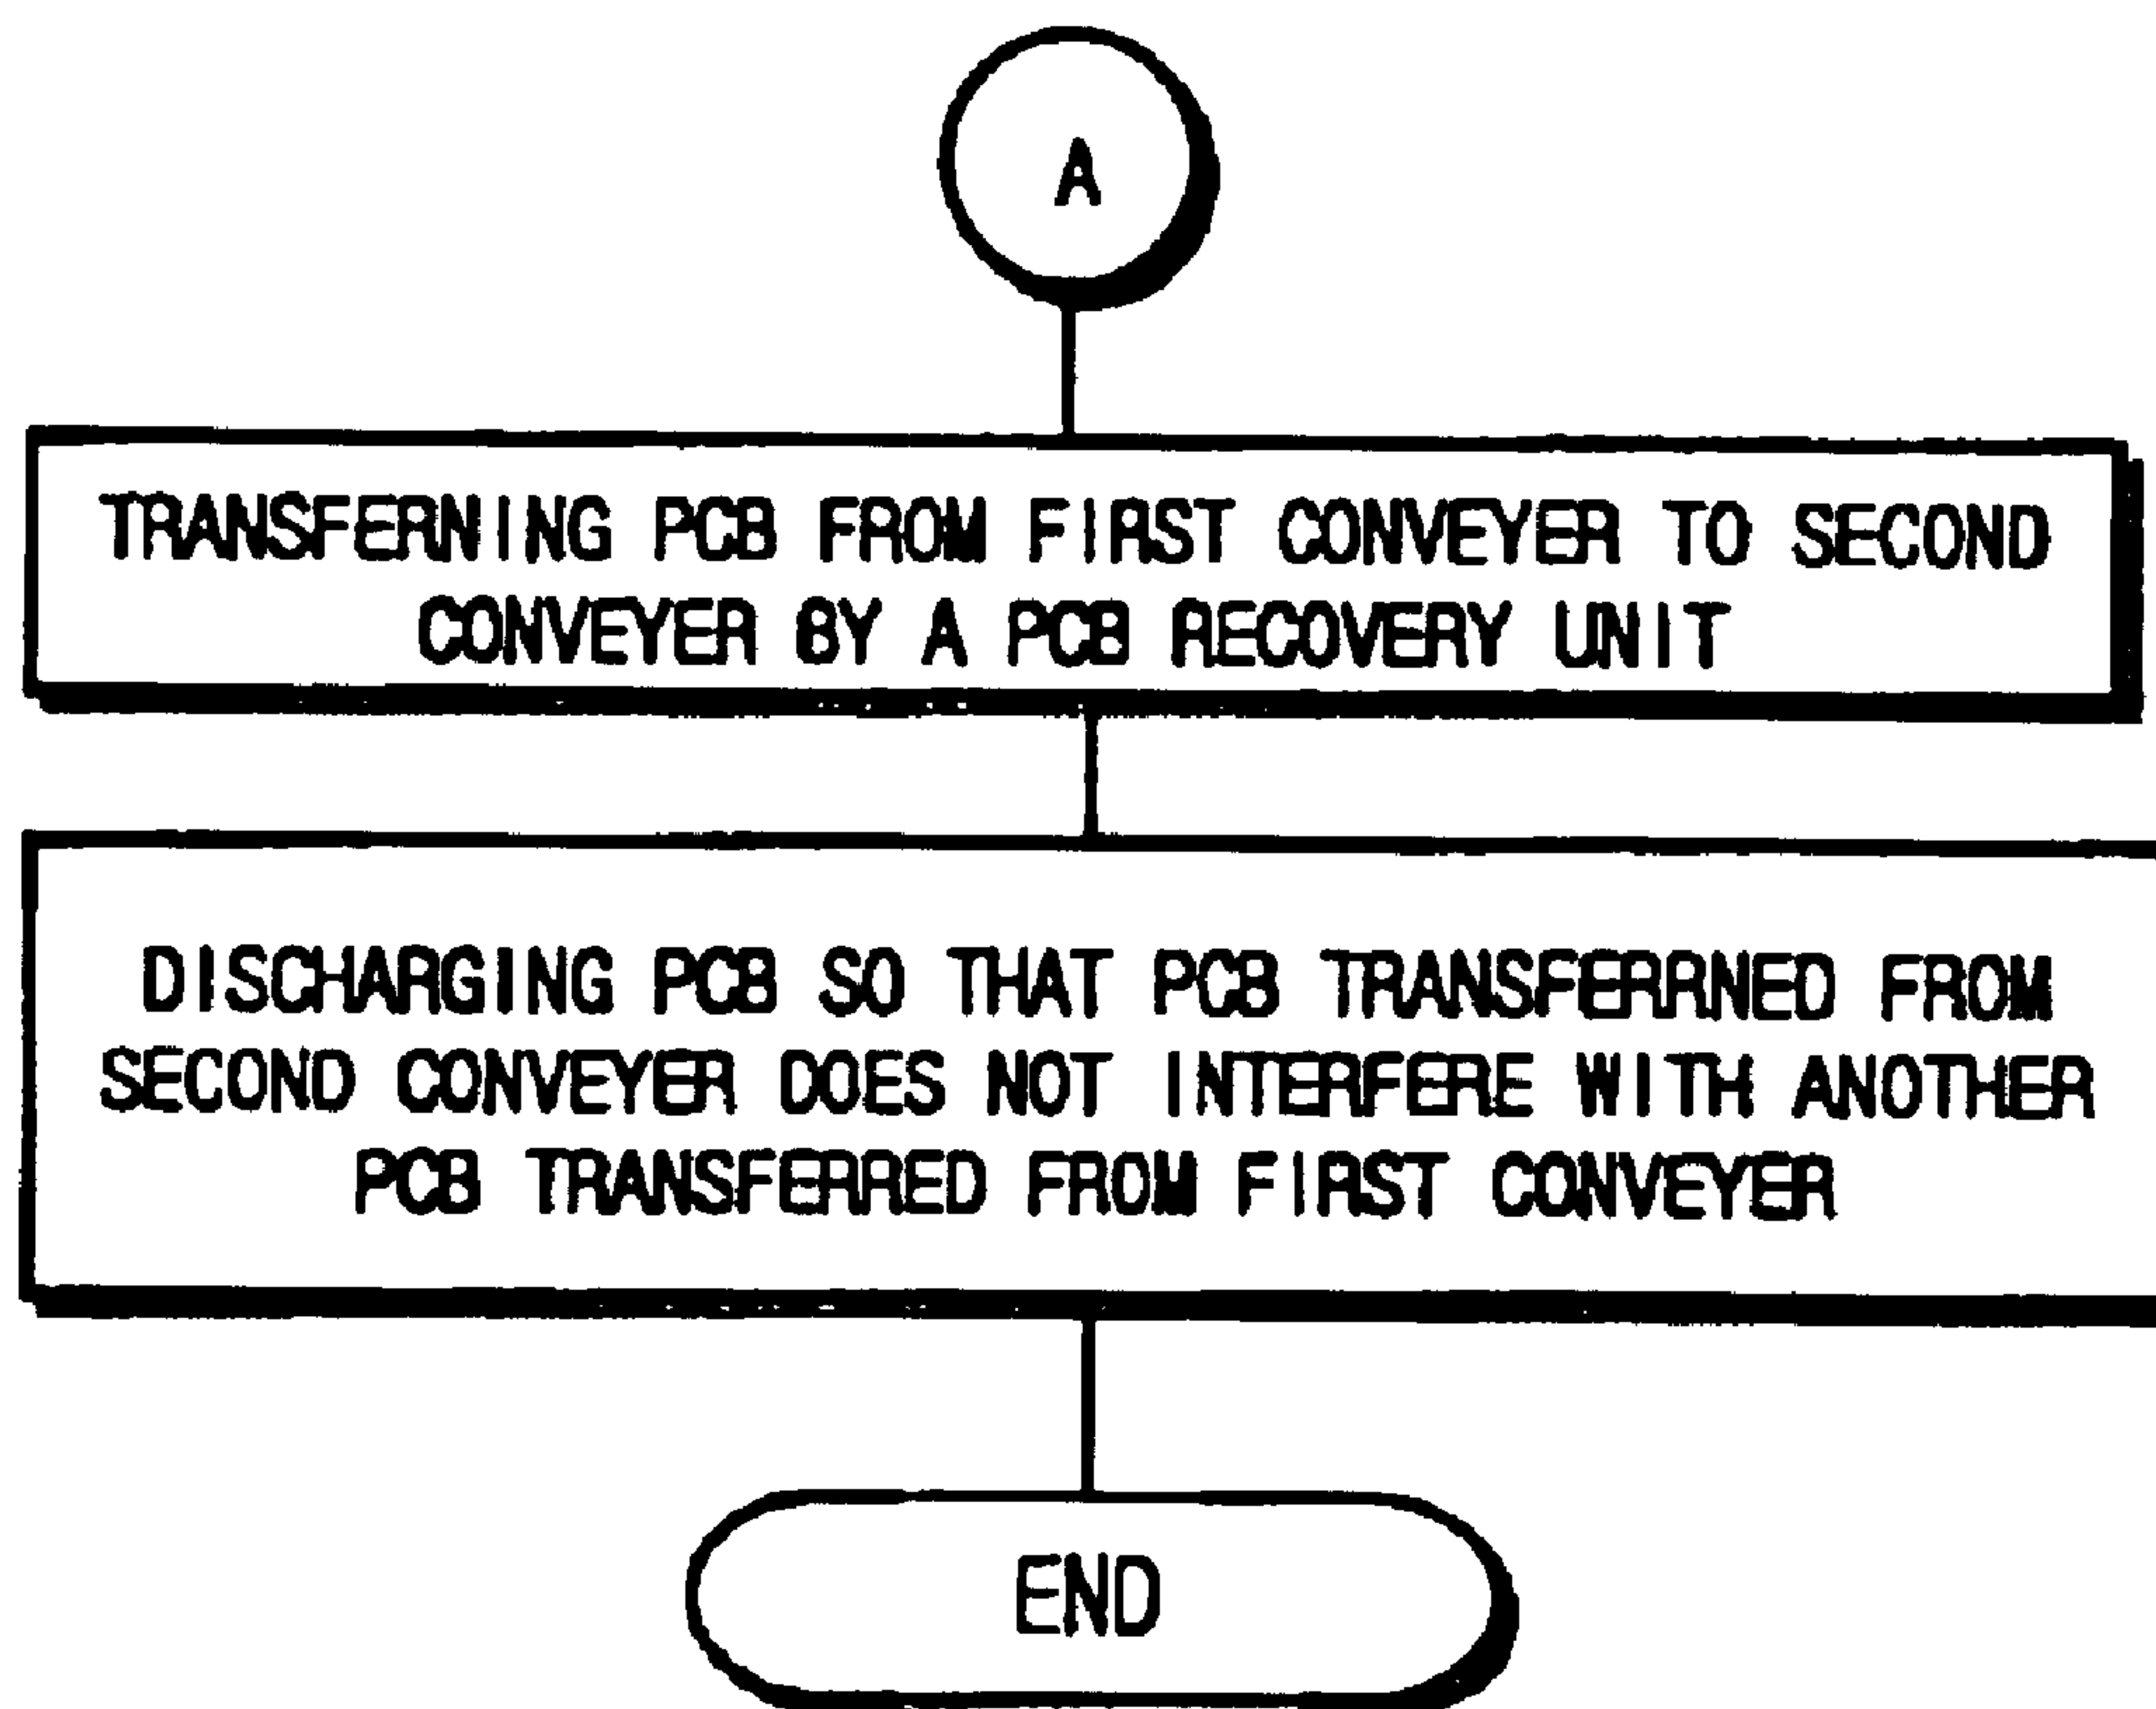 A
TRANSFERNING PCB FROM FIRST CONVEYER TO SECOND
CONVEYER BY A PCB RECOVERY UNIT
DISCHARGING PCB SO THAT PCB TRANSFERRNED FROM
SECOND CONVEYER DOES NOT INTERFERE WITH ANOTHER
PCB TRANSFERRED FROM FIRST CONVEYER
END